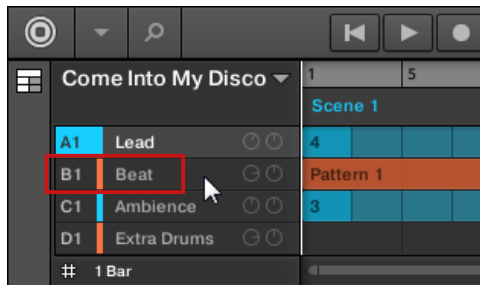 Come Into My Disco 1 5
Scene 1
A1 Lead 4
B1 Beat Pattern 1
C1 Ambience 3
D1 Extra Drums
# 1 Bar